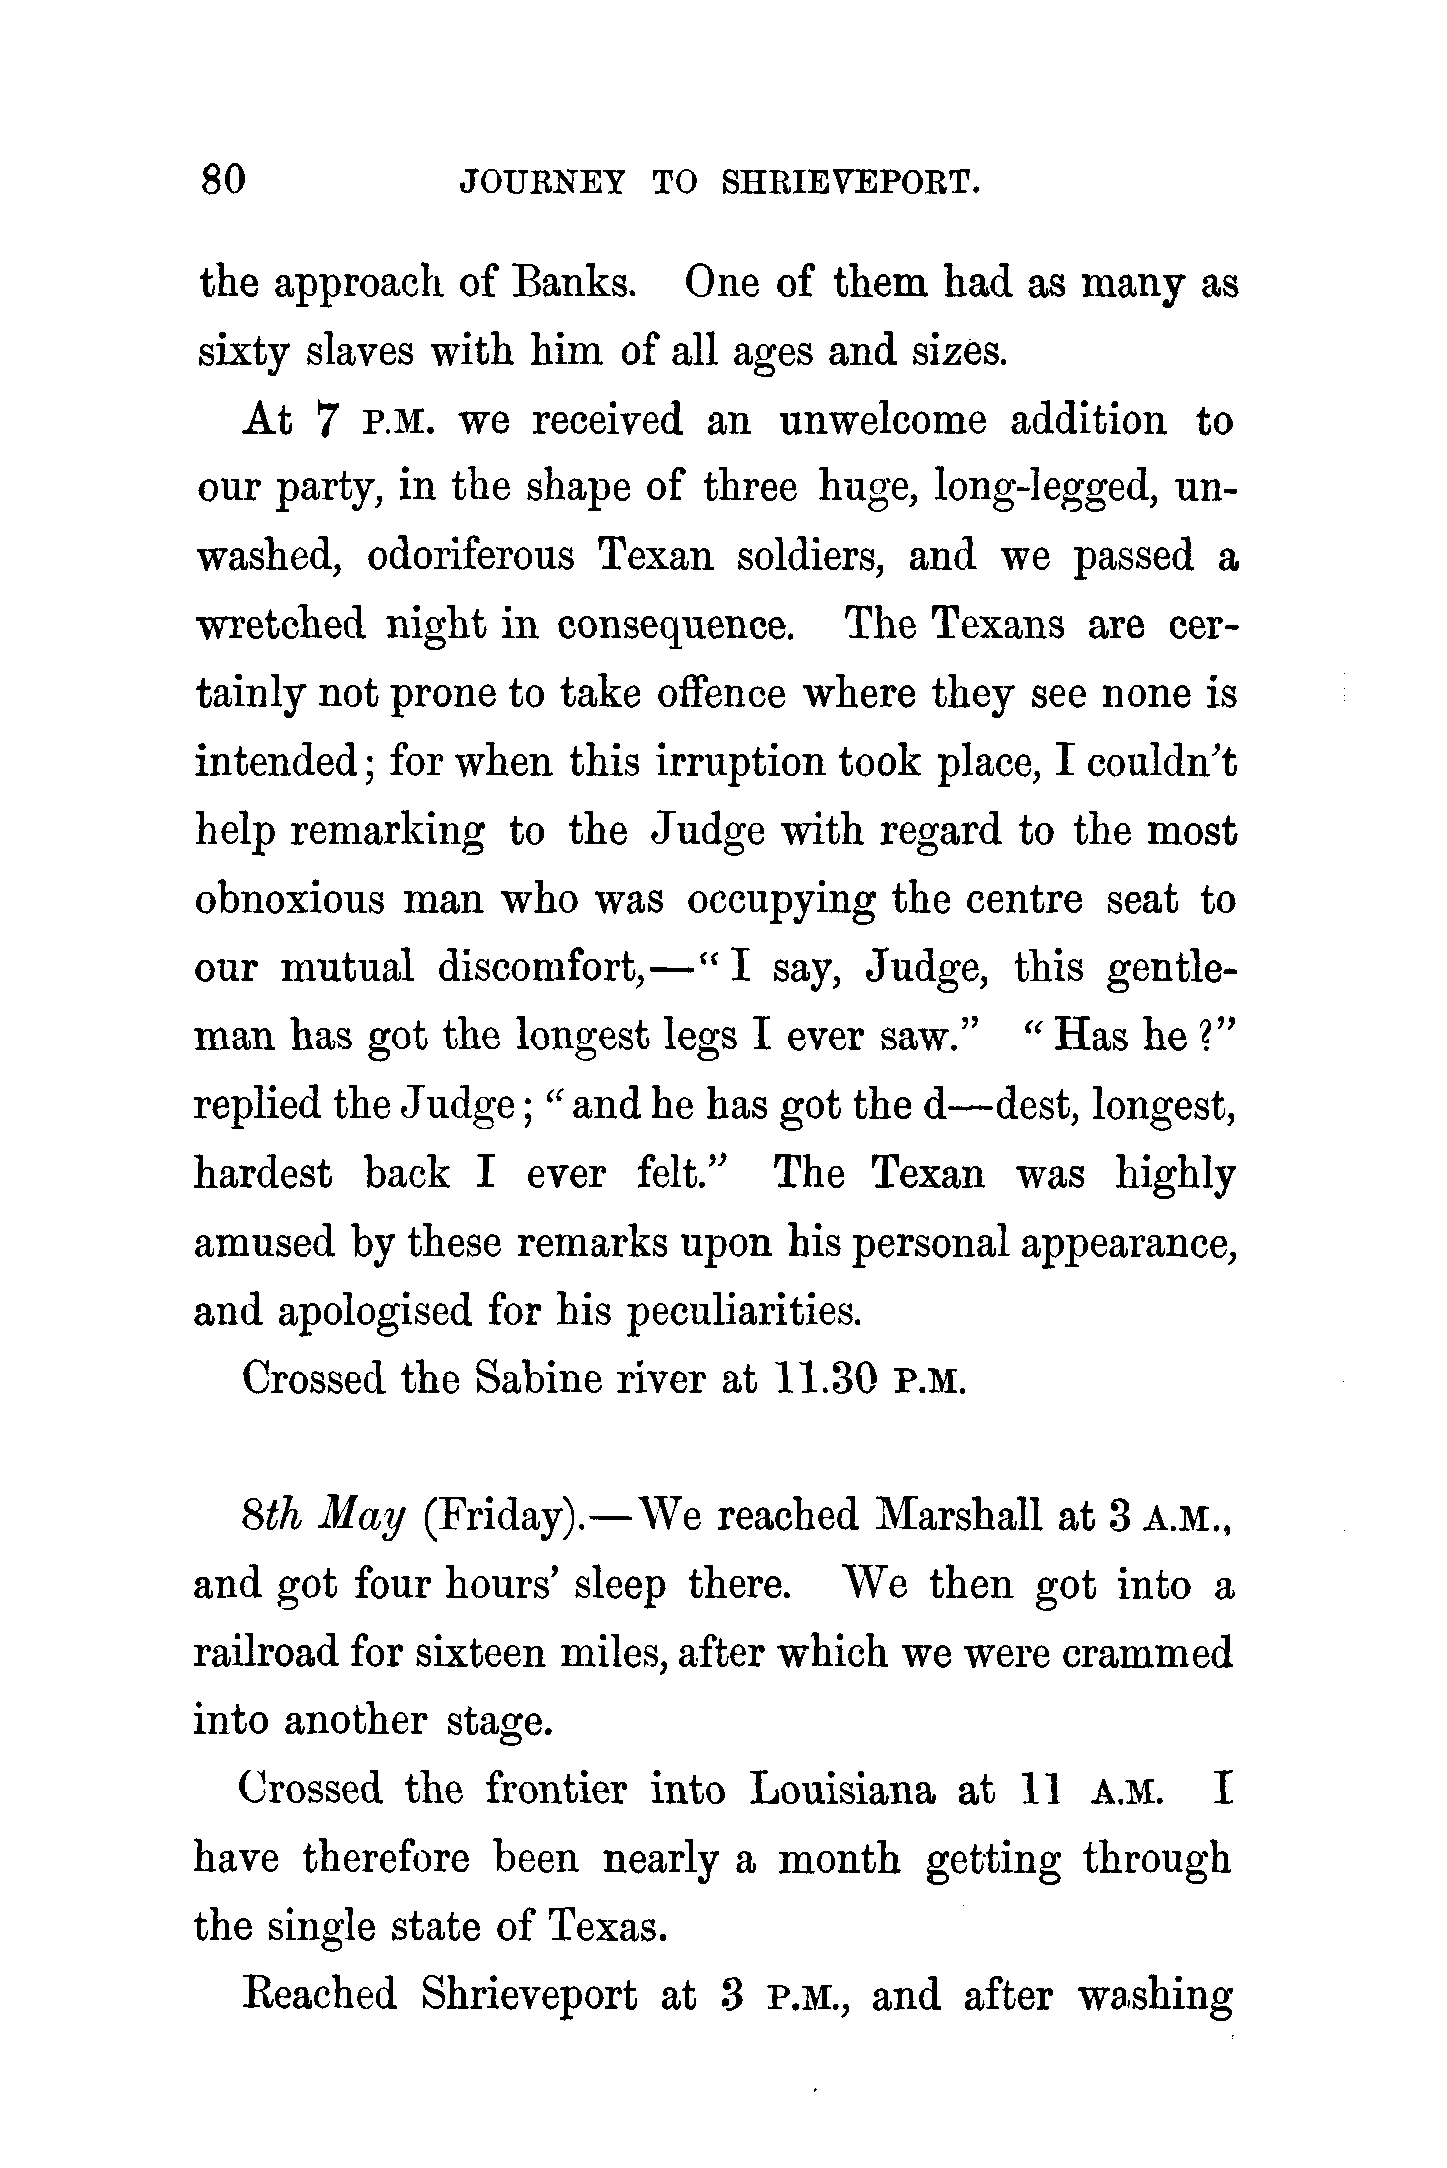 80 JOURNEY TO SHRIEVEPORT.
the approach of Banks. One of them had as many as
sixty slaves with him of all ages and sizes.
At 7 P.M. we received an unwelcome addition to
our party, in the shape of three huge, long-legged, un-
washed, odoriferous Texan soldiers, and we passed a
wretched night in consequence. The Texans are cer-
tainly not prone to take offence where they see none is
intended; for when this irruption took place, I couldn't
help remarking to the Judge with regard to the most
obnoxious man who was occupying the centre seat to
our mutual discomfort,—"I say, Judge, this gentle-
man has got the longest legs I ever saw." "Has he?"
replied the Judge; "and he has got the d—dest, longest,
hardest back I ever felt." The Texan was highly
amused by these remarks upon his personal appearance,
and apologised for his peculiarities.
Crossed the Sabine river at 11.30 P.M.
8th May (Friday).—We reached Marshall at 3 A.M.,
and got four hours' sleep there. We then got into a
railroad for sixteen miles, after which we were crammed
into another stage.
Crossed the frontier into Louisiana at 11 A.M. I
have therefore been nearly a month getting through
the single state of Texas.
Reached Shrieveport at 3 P.M., and after washing